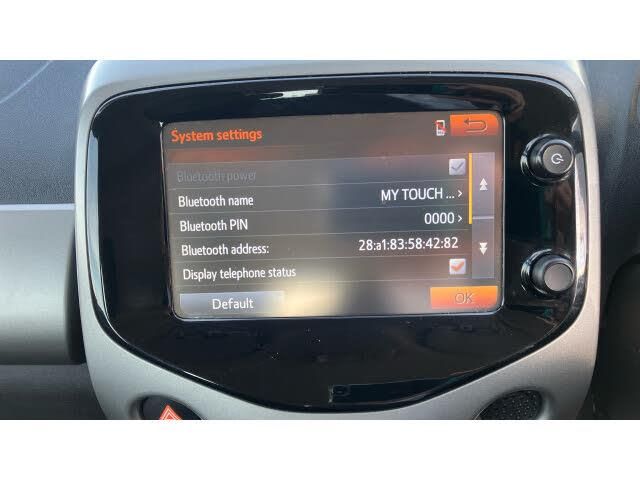 System settings
Bluetooth power
Bluetooth name MY TOUCH ... >
Bluetooth PIN 0000 >
Bluetooth address: 28:a1:83:58:42:82
Display telephone status
Default OK